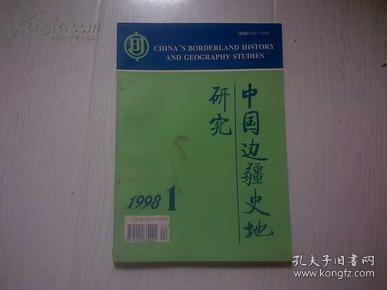 CHINA'S BORDERLAND HISTORY
AND GEOGRAPHY STUDIES
中国边疆史地
研究
1998 1
孔夫子旧书网